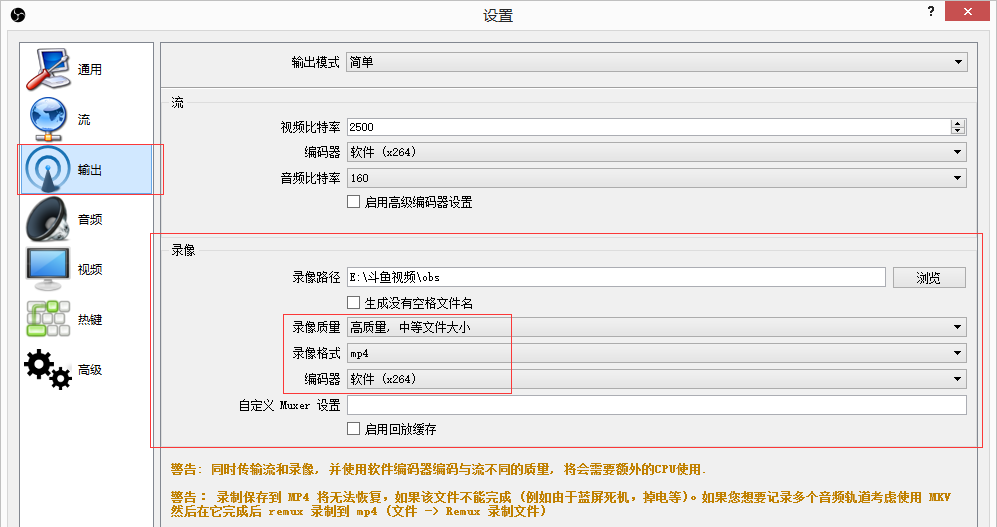 设置
?
通用
流
输出
音频
视频
热键
高级
输出模式 简单
流
视频比特率 2500
编码器 软件 (x264)
音频比特率 160
启用高级编码器设置
录像
录像路径 E:\斗鱼视频\obs 浏览
生成没有空格文件名
录像质量 高质量, 中等文件大小
录像格式 mp4
编码器 软件 (x264)
自定义 Muxer 设置
启用回放缓存
警告: 同时传输流和录像, 并使用软件编码器编码与流不同的质量, 将会需要额外的CPU使用.
警告： 录制保存到 MP4 将无法恢复，如果该文件不能完成 (例如由于蓝屏死机，掉电等)。如果您想要记录多个音频轨道考虑使用 MKV
然后在它完成后 remux 录制到 mp4 (文件 -> Remux 录制文件)